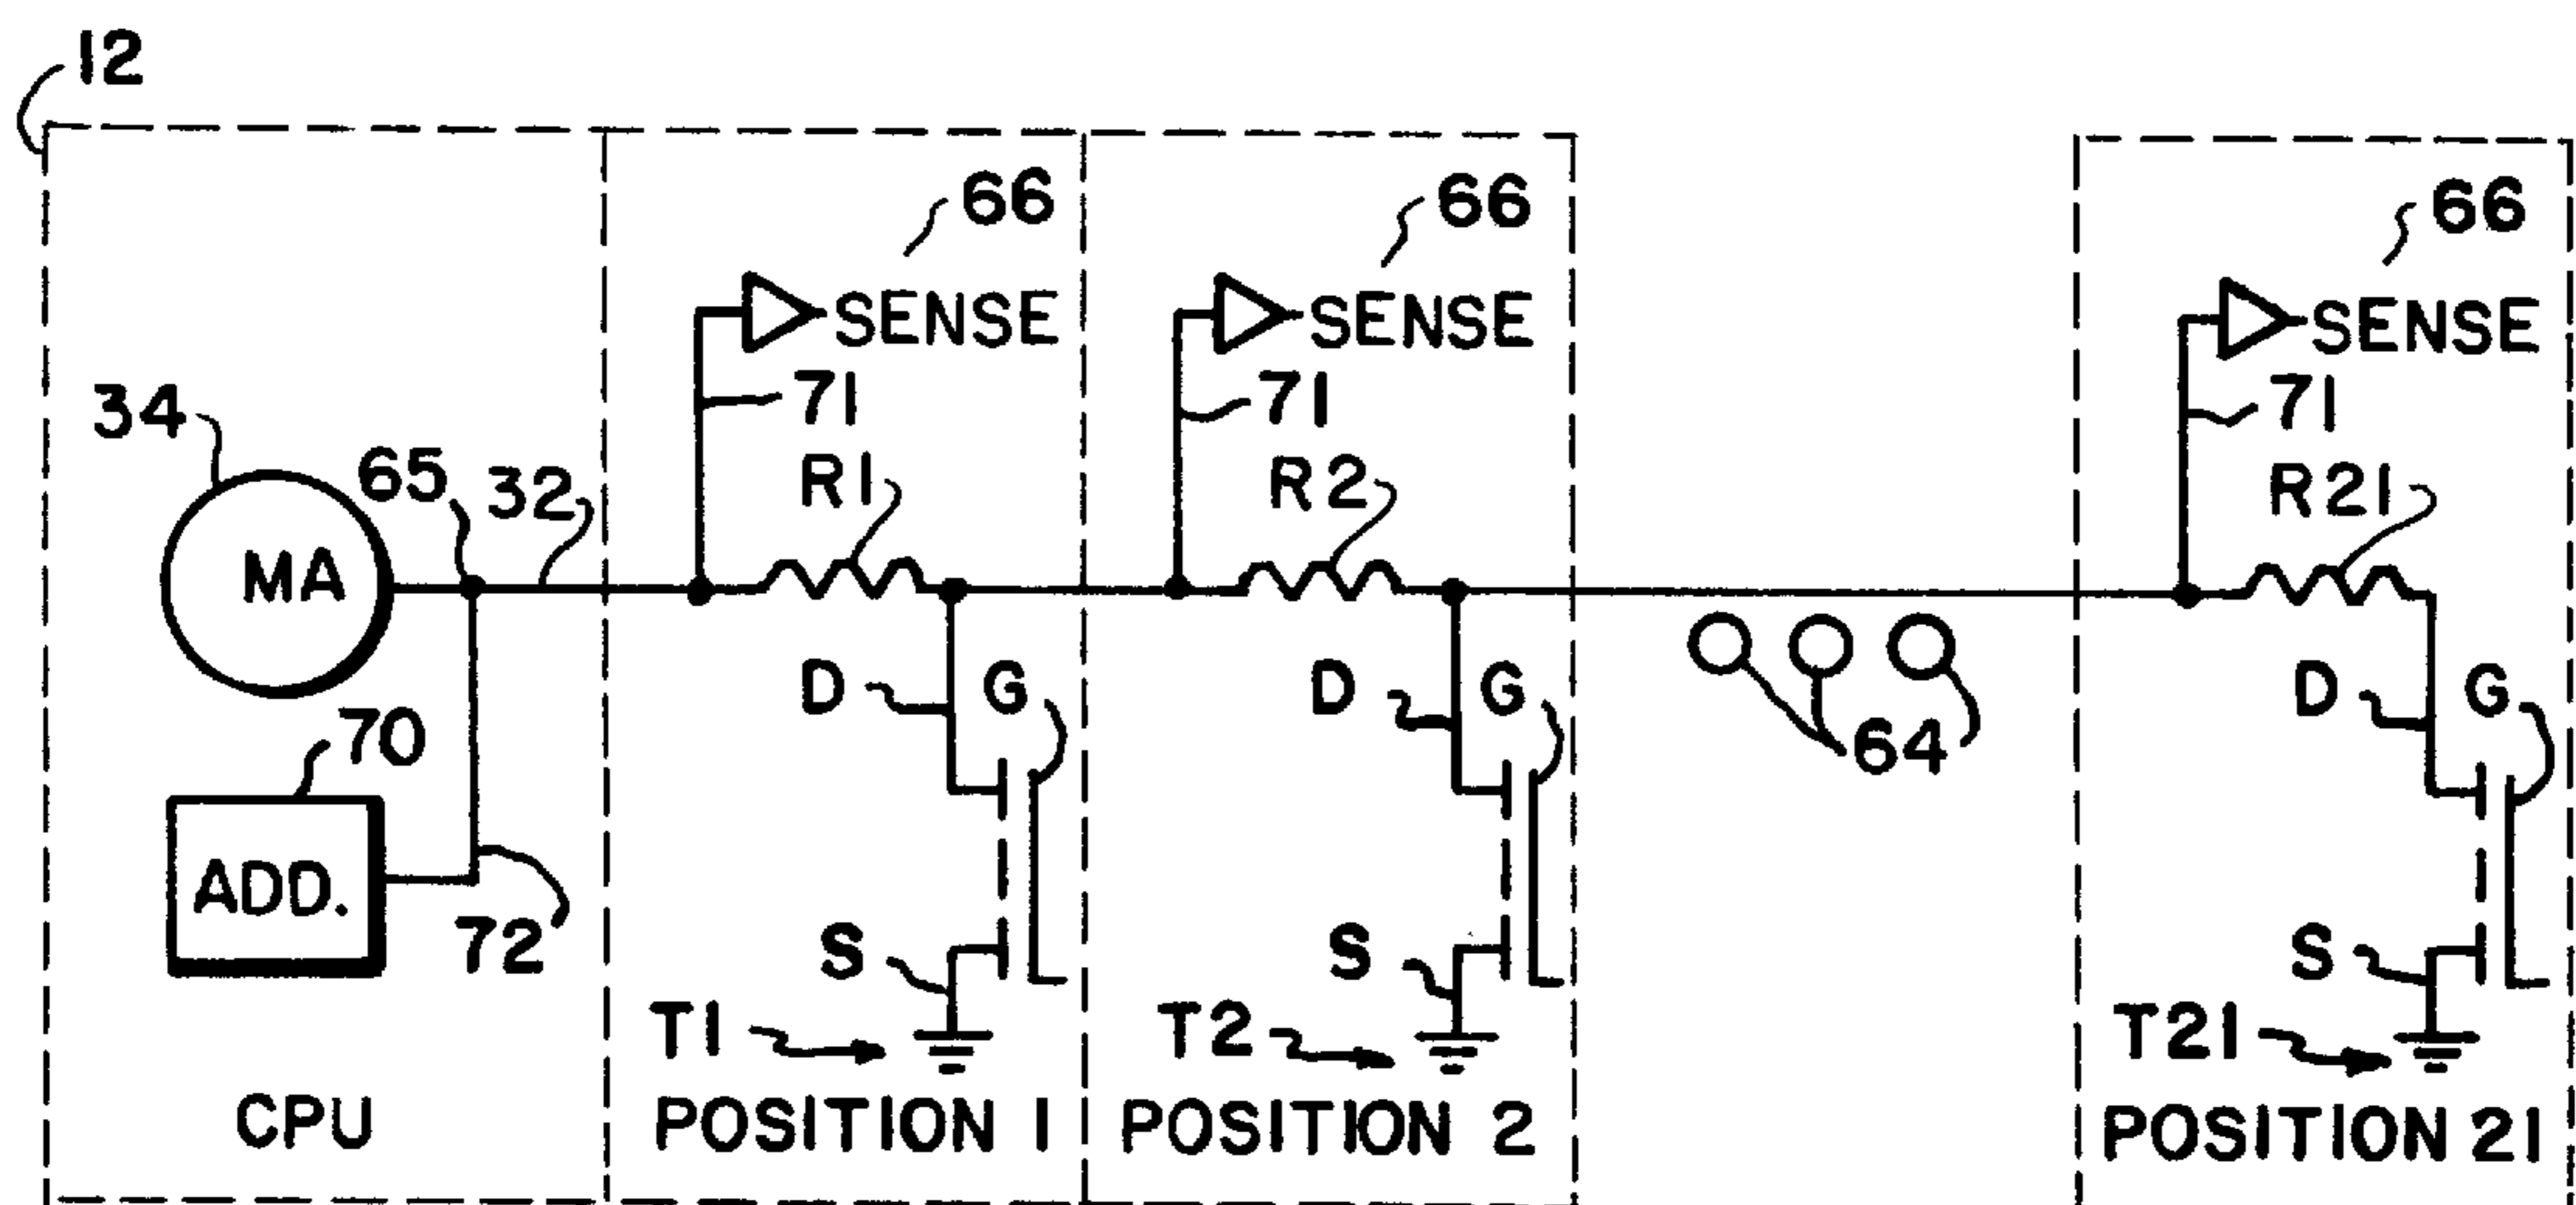 12
66
66
66
SENSE
SENSE
SENSE
34
71
71
71
65
32
R1
R2
R21
MA
D
G
D
G
64
D
G
70
ADD.
72
S
S
S
T1
T2
T21
CPU
POSITION 1
POSITION 2
POSITION 21